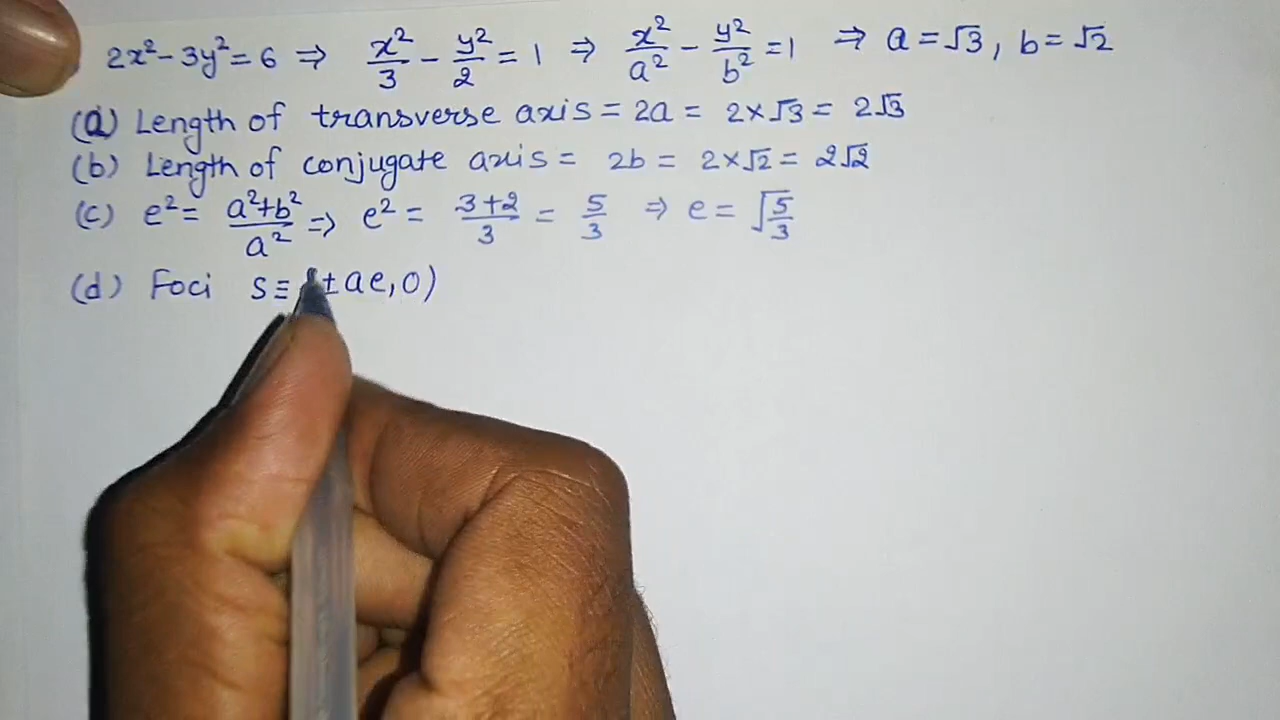 2x² - 3y² = 6 ⇒ x²/3 - y²/2 = 1 ⇒ x²/a² - y²/b² = 1 ⇒ a = √3, b = √2
(a) Length of transverse axis = 2a = 2×√3 = 2√3
(b) Length of conjugate axis = 2b = 2×√2 = 2√2
(c) e² = a²+b²/a² ⇒ e² = 3+2/3 = 5/3 ⇒ e = √5/3
(d) Foci S ≡ (±ae, 0)